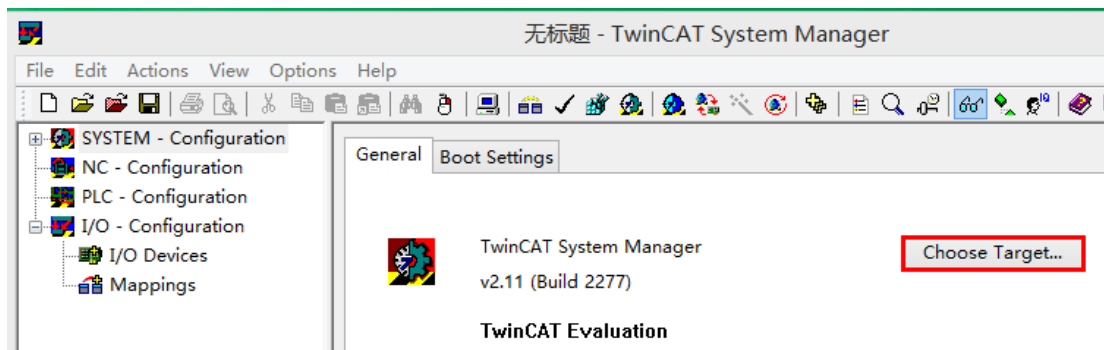 无标题 - TwinCAT System Manager
File Edit Actions View Options Help
SYSTEM - Configuration
NC - Configuration
PLC - Configuration
I/O - Configuration
I/O Devices
Mappings
General Boot Settings
TwinCAT System Manager
v2.11 (Build 2277)
Choose Target...
TwinCAT Evaluation